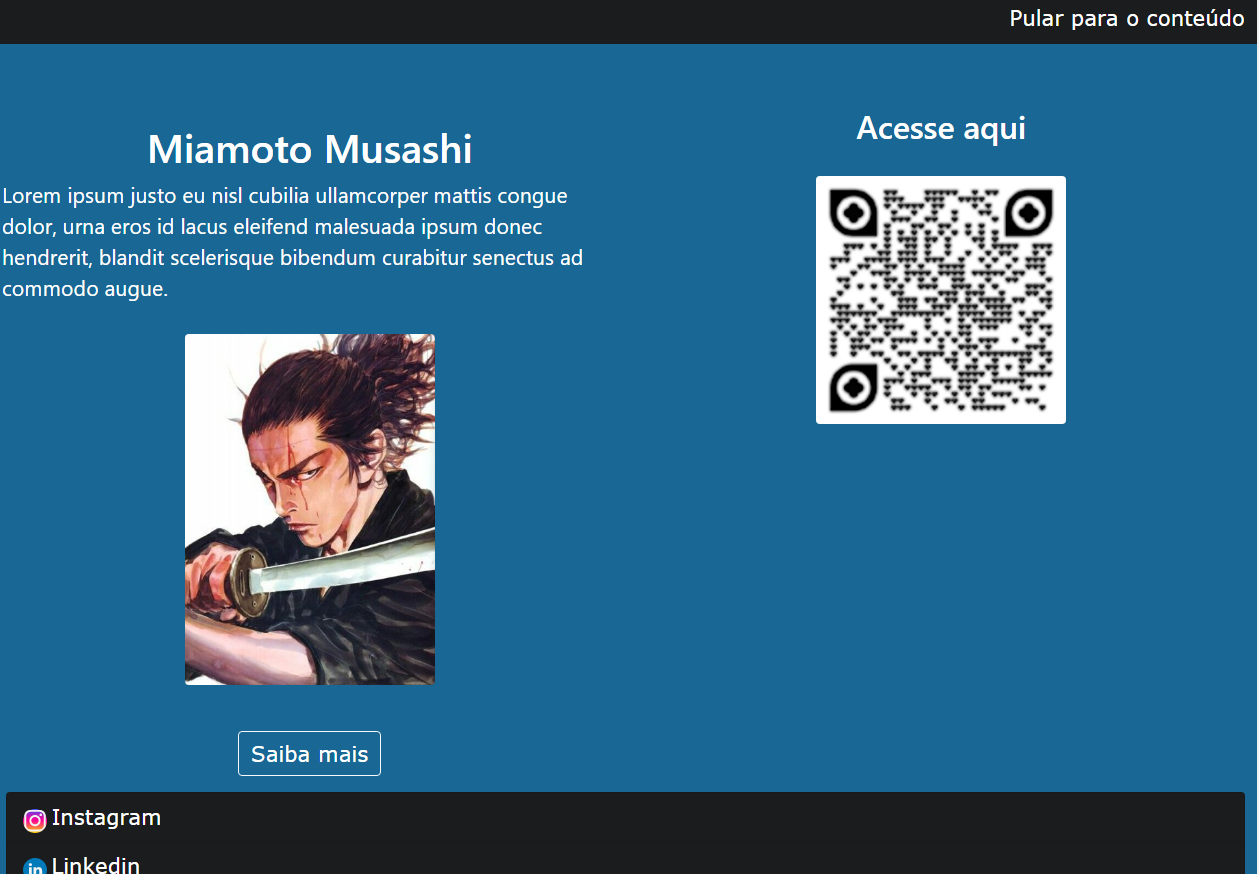 Pular para o conteúdo
Miamoto Musashi
Lorem ipsum justo eu nisl cubilia ullamcorper mattis congue
dolor, urna eros id lacus eleifend malesuada ipsum donec
hendrerit, blandit scelerisque bibendum curabitur senectus ad
commodo augue.
Saiba mais
Acesse aqui
Instagram
Linkedin